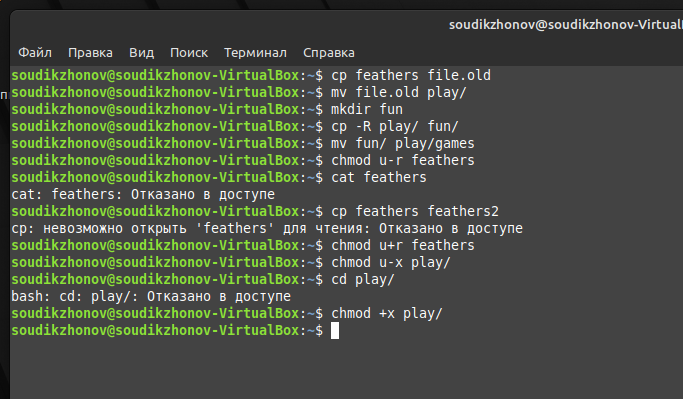 soudikzhonov@soudikzhonov-Virtual
Файл Правка Вид Поиск Терминал Справка
soudikzhonov@soudikzhonov-VirtualBox:~$ cp feathers file.old
soudikzhonov@soudikzhonov-VirtualBox:~$ mv file.old play/
soudikzhonov@soudikzhonov-VirtualBox:~$ mkdir fun
soudikzhonov@soudikzhonov-VirtualBox:~$ cp -R play/ fun/
soudikzhonov@soudikzhonov-VirtualBox:~$ mv fun/ play/games
soudikzhonov@soudikzhonov-VirtualBox:~$ chmod u-r feathers
soudikzhonov@soudikzhonov-VirtualBox:~$ cat feathers
cat: feathers: Отказано в доступе
soudikzhonov@soudikzhonov-VirtualBox:~$ cp feathers feathers2
cp: невозможно открыть 'feathers' для чтения: Отказано в доступе
soudikzhonov@soudikzhonov-VirtualBox:~$ chmod u+r feathers
soudikzhonov@soudikzhonov-VirtualBox:~$ chmod u-x play/
soudikzhonov@soudikzhonov-VirtualBox:~$ cd play/
bash: cd: play/: Отказано в доступе
soudikzhonov@soudikzhonov-VirtualBox:~$ chmod +x play/
soudikzhonov@soudikzhonov-VirtualBox:~$